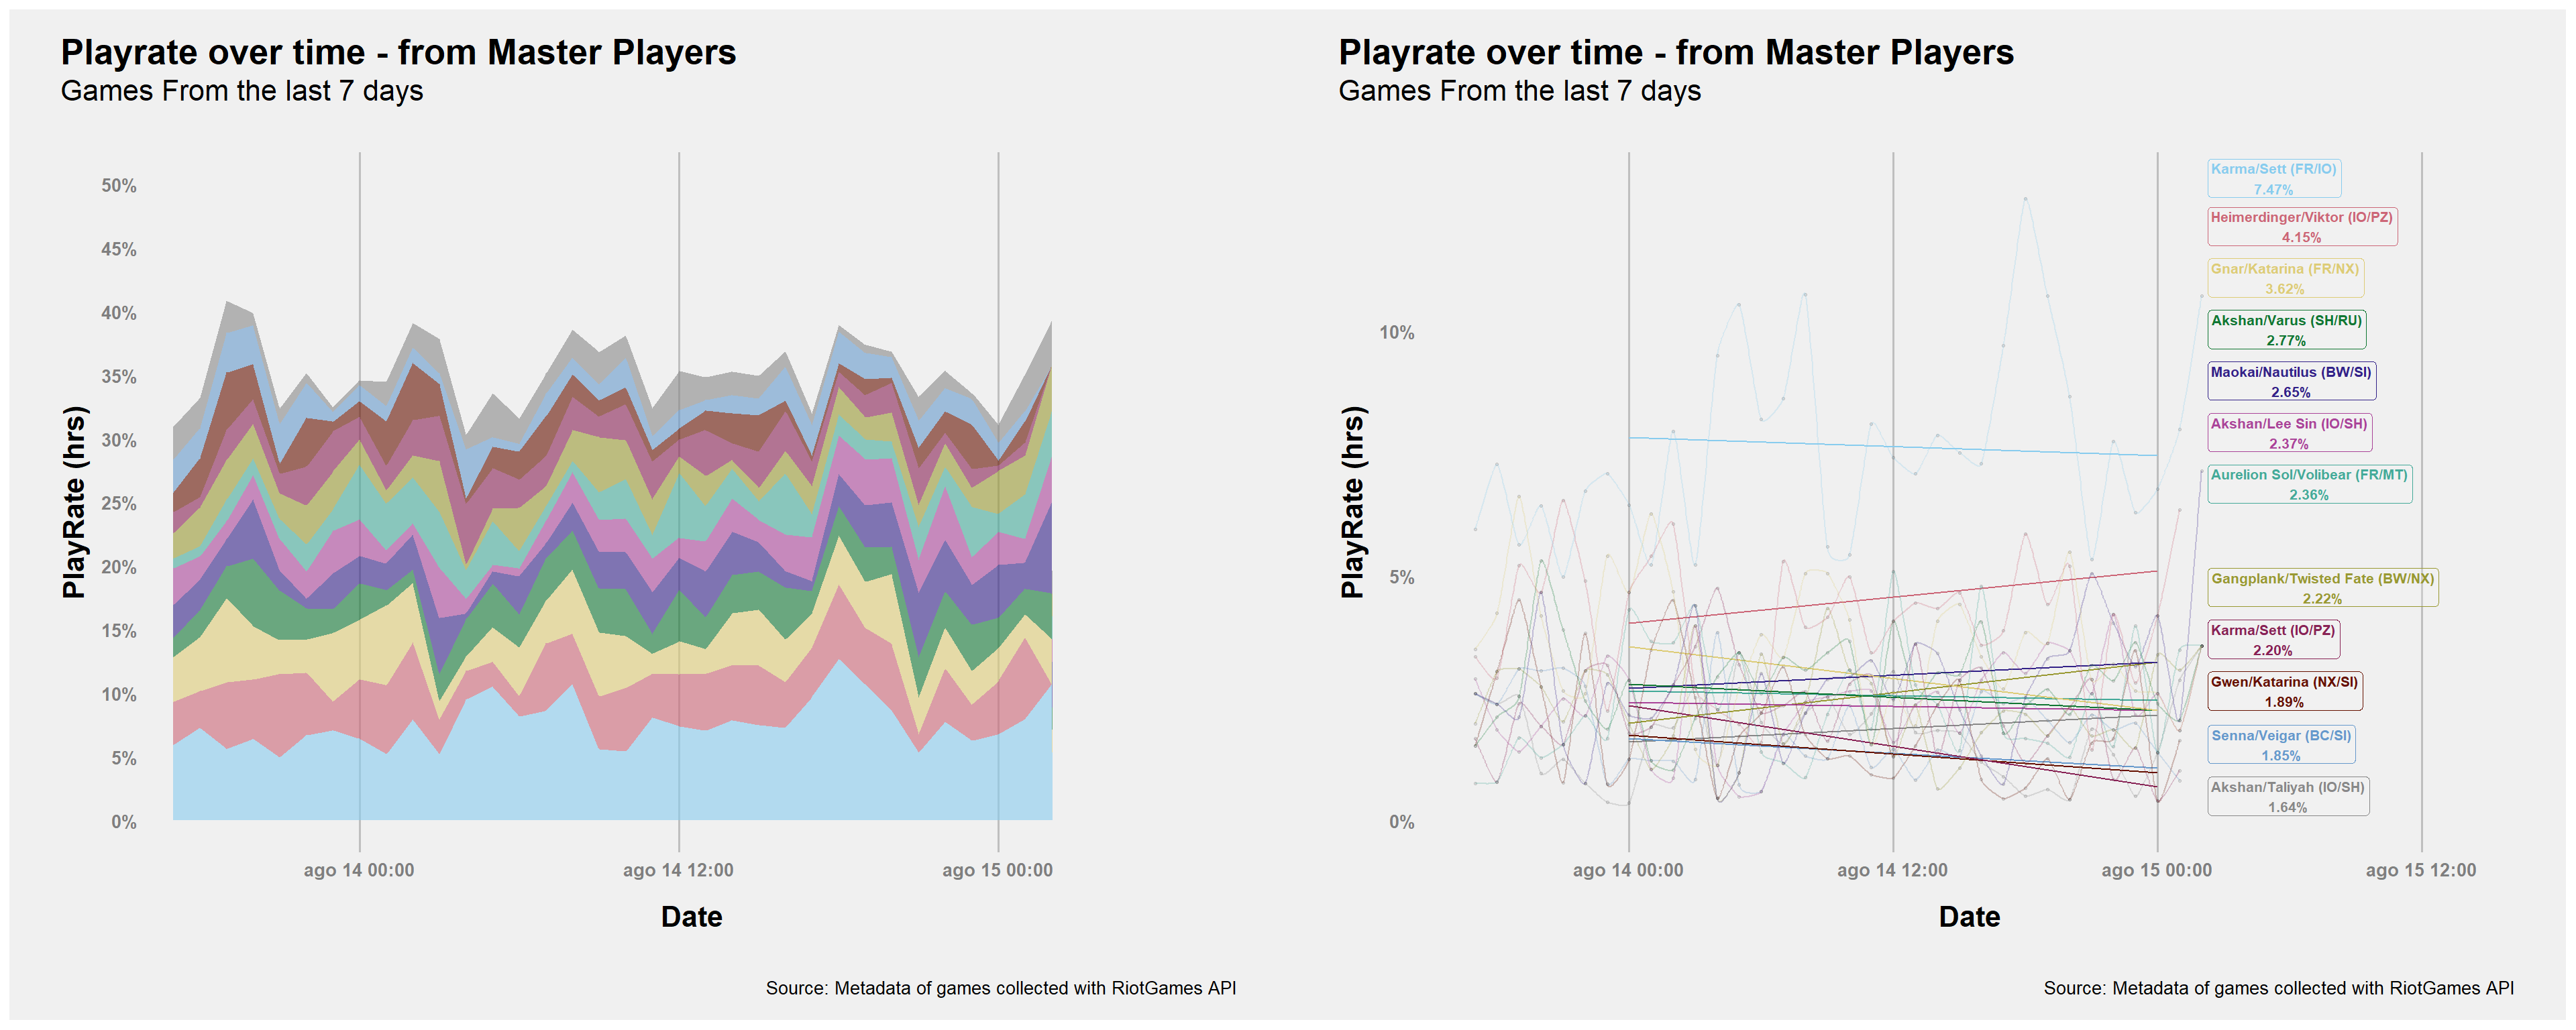 Playrate over time - from Master Players
Games From the last 7 days
PlayRate (hrs)
50%
45%
40%
35%
30%
25%
20%
15%
10%
5%
0%
ago 14 00:00
ago 14 12:00
ago 15 00:00
Date
Source: Metadata of games collected with RiotGames API
Playrate over time - from Master Players
Games From the last 7 days
PlayRate (hrs)
10%
5%
0%
Karma/Sett (FR/IO)
7.47%
Heimerdinger/Viktor (IO/PZ)
4.15%
Gnar/Katarina (FR/NX)
3.62%
Akshan/Varus (SH/RU)
2.77%
Maokai/Nautilus (BW/SI)
2.65%
Akshan/Lee Sin (IO/SH)
2.37%
Aurelion Sol/Volibear (FR/MT)
2.36%
Gangplank/Twisted Fate (BW/NX)
2.22%
Karma/Sett (IO/PZ)
2.20%
Gwen/Katarina (NX/SI)
1.89%
Senna/Veigar (BC/SI)
1.85%
Akshan/Taliyah (IO/SH)
1.64%
ago 14 00:00
ago 14 12:00
ago 15 00:00
ago 15 12:00
Date
Source: Metadata of games collected with RiotGames API